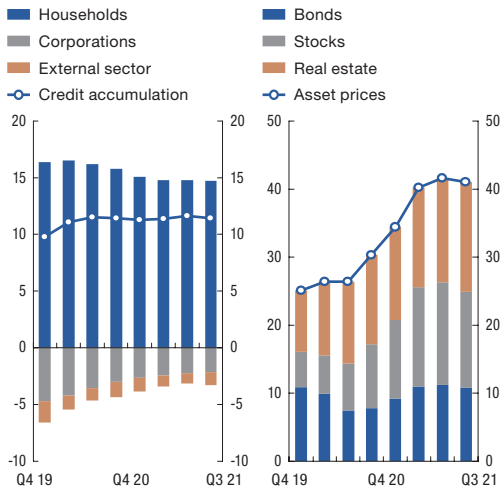 Households
Corporations
External sector
Credit accumulation
20 20
15 15
10 10
5 5
0 0
-5 -5
-10 -10
Q4 19 Q4 20 Q3 21
Bonds
Stocks
Real estate
Asset prices
50 50
40 40
30 30
20 20
10 10
0 0
Q4 19 Q4 20 Q3 21